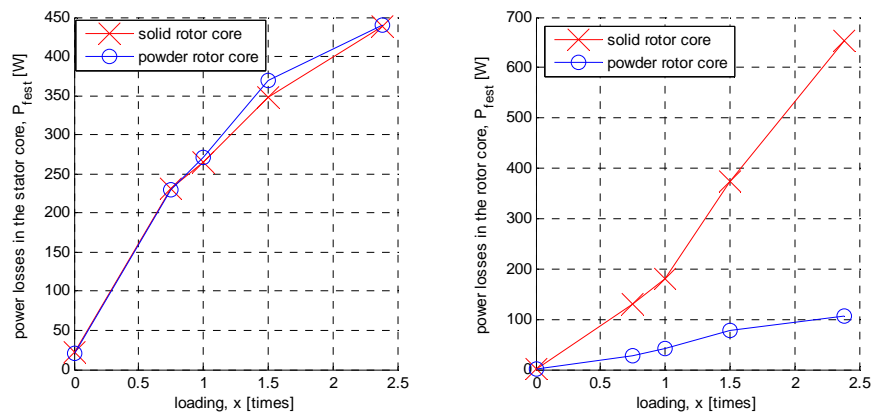 450
400
350
300
250
200
150
100
50
0
0 0.5 1 1.5 2 2.5
loading, x [times]
power losses in the stator core, P_fest [W]
solid rotor core
powder rotor core
700
600
500
400
300
200
100
0
0 0.5 1 1.5 2 2.5
loading, x [times]
power losses in the rotor core, P_fest [W]
solid rotor core
powder rotor core